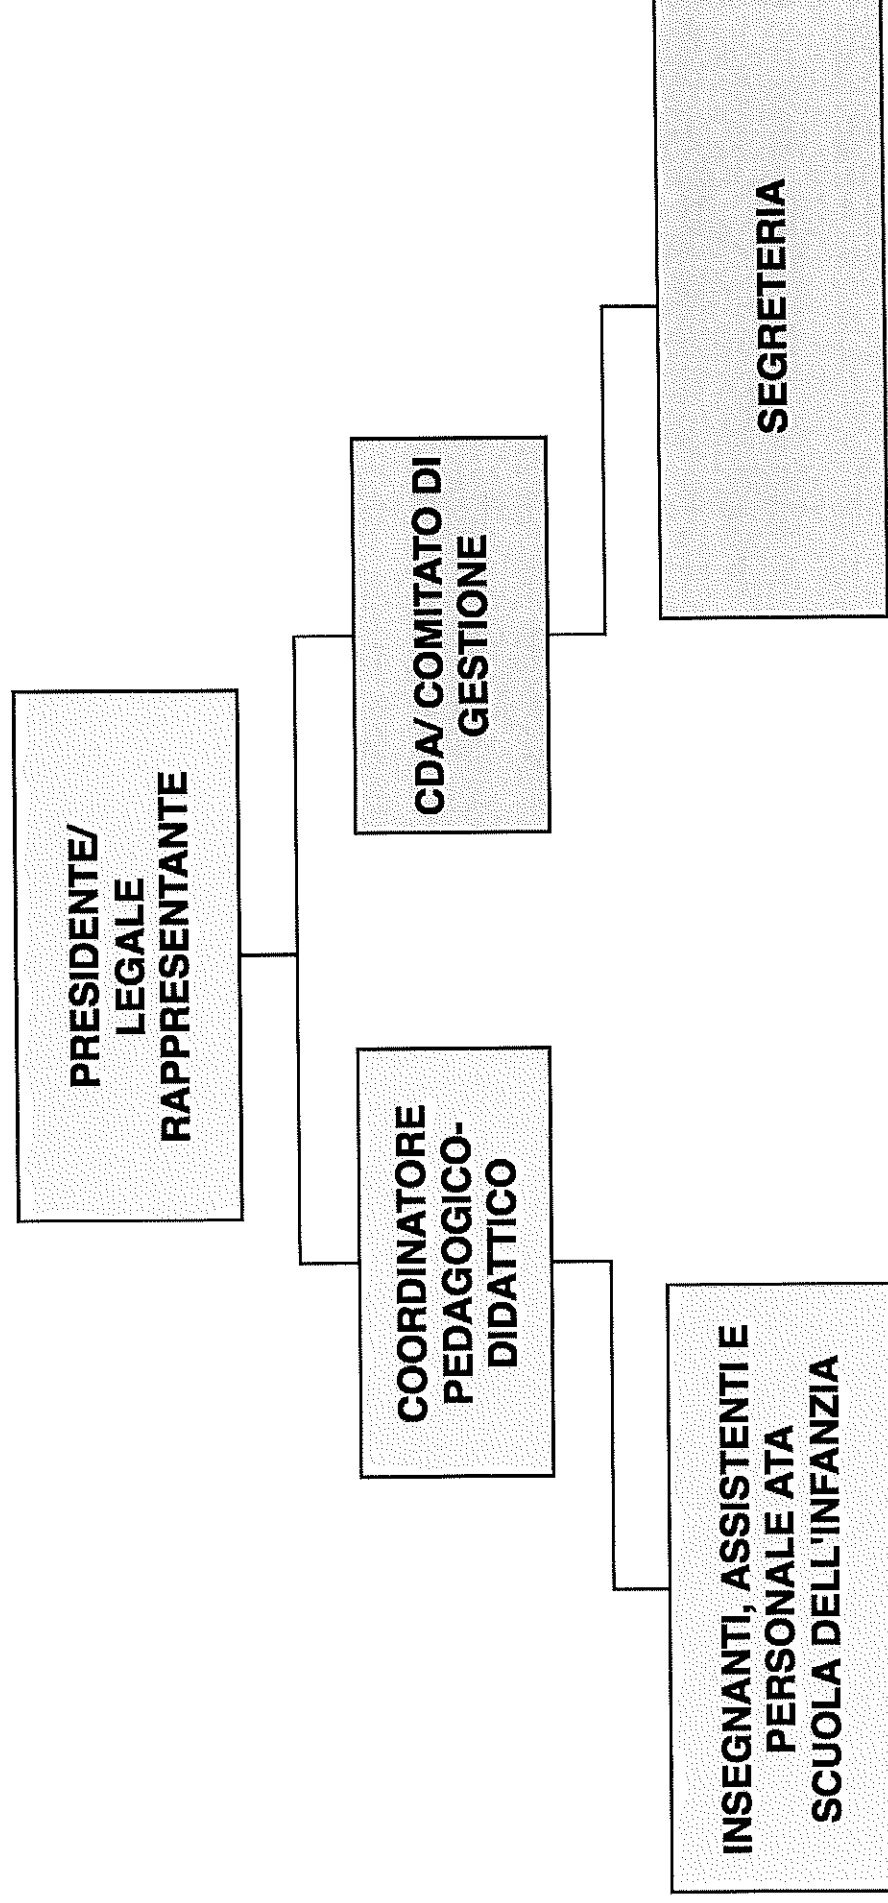 PRESIDENTE/
LEGALE
RAPPRESENTANTE
COORDINATORE
PEDAGOGICO-
DIDATTICO
CDA/ COMITATO DI
GESTIONE
INSEGNANTI, ASSISTENTI E
PERSONALE ATA
SCUOLA DELL'INFANZIA
SEGRETERIA